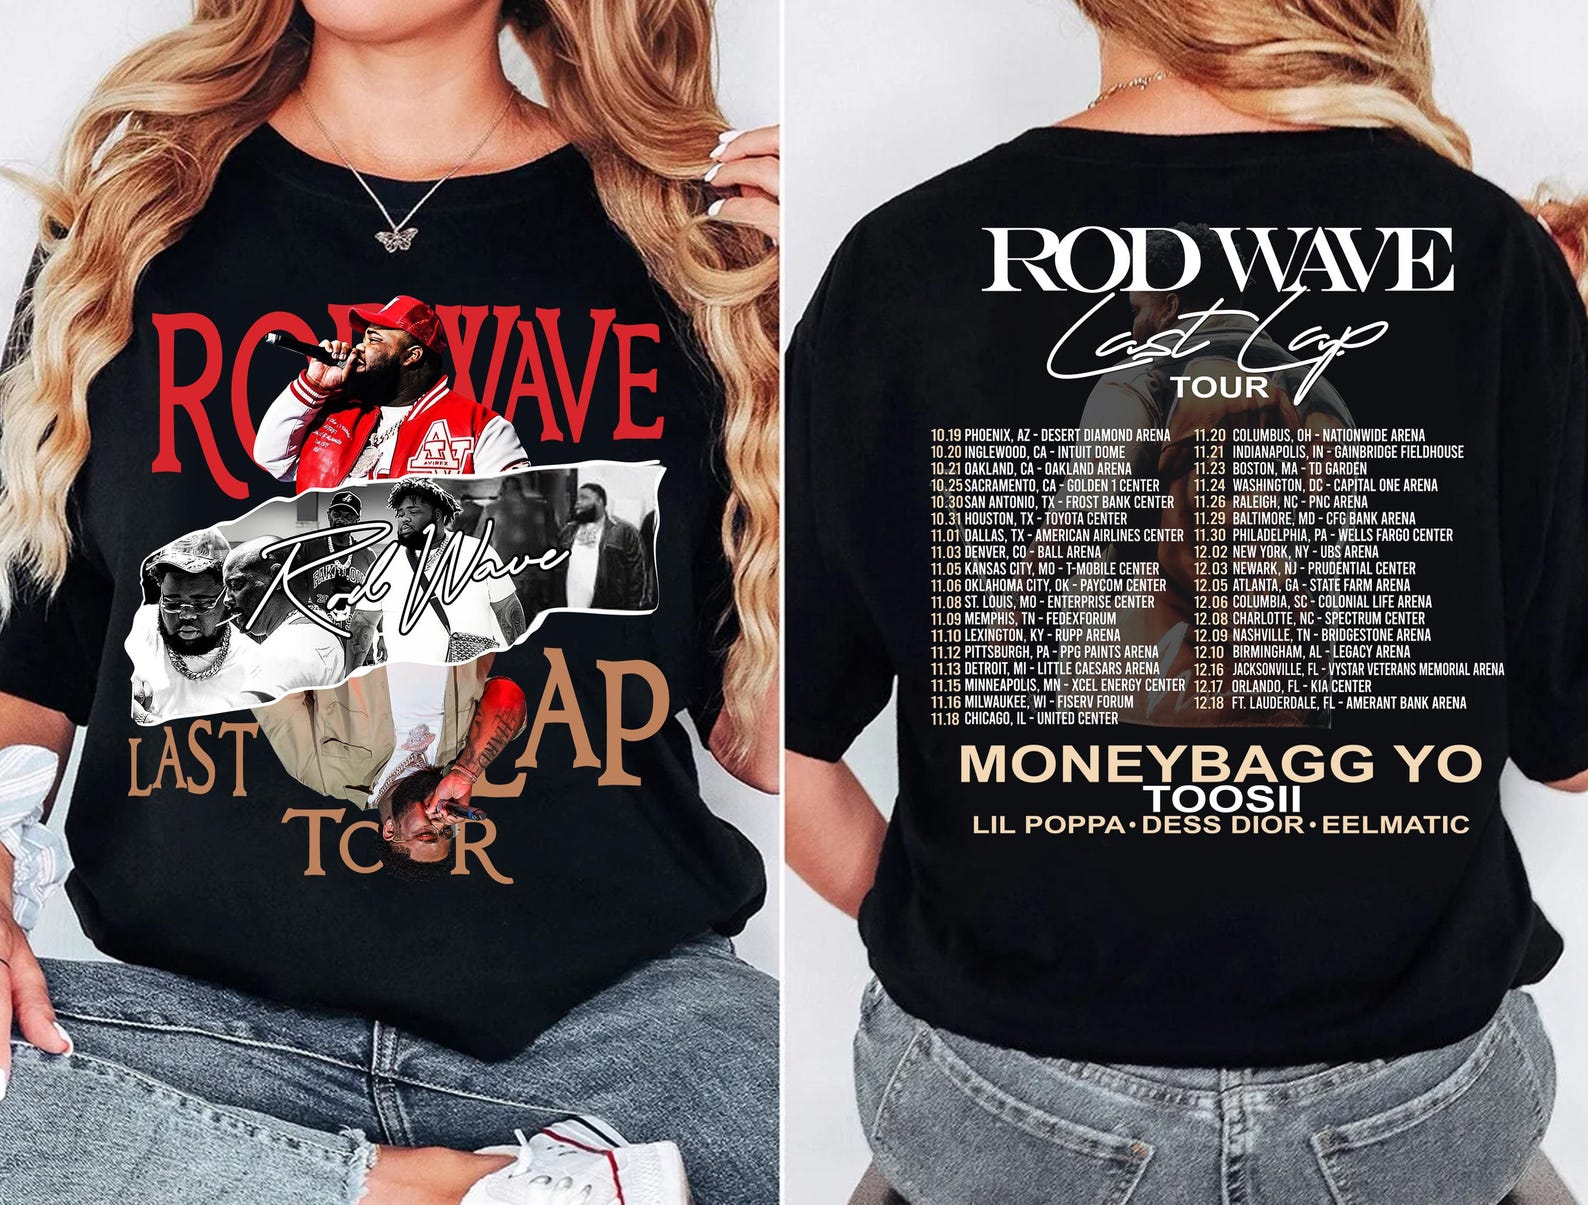 ROD WAVE
AVIREX
Rod Wave
LAST LAP
TOUR
ROD WAVE
Last Lap
TOUR
10.19 PHOENIX, AZ - DESERT DIAMOND ARENA
10.20 INGLEWOOD, CA - INTUIT DOME
10.21 OAKLAND, CA - OAKLAND ARENA
10.25 SACRAMENTO, CA - GOLDEN 1 CENTER
10.30 SAN ANTONIO, TX - FROST BANK CENTER
10.31 HOUSTON, TX - TOYOTA CENTER
11.01 DALLAS, TX - AMERICAN AIRLINES CENTER
11.03 DENVER, CO - BALL ARENA
11.05 KANSAS CITY, MO - T-MOBILE CENTER
11.06 OKLAHOMA CITY, OK - PAYCOM CENTER
11.08 ST. LOUIS, MO - ENTERPRISE CENTER
11.09 MEMPHIS, TN - FEDEXFORUM
11.10 LEXINGTON, KY - RUPP ARENA
11.12 PITTSBURGH, PA - PPG PAINTS ARENA
11.13 DETROIT, MI - LITTLE CAESARS ARENA
11.15 MINNEAPOLIS, MN - XCEL ENERGY CENTER
11.16 MILWAUKEE, WI - FISERV FORUM
11.18 CHICAGO, IL - UNITED CENTER
11.20 COLUMBUS, OH - NATIONWIDE ARENA
11.21 INDIANAPOLIS, IN - GAINBRIDGE FIELDHOUSE
11.23 BOSTON, MA - TD GARDEN
11.24 WASHINGTON, DC - CAPITAL ONE ARENA
11.26 RALEIGH, NC - PNC ARENA
11.29 BALTIMORE, MD - CFG BANK ARENA
11.30 PHILADELPHIA, PA - WELLS FARGO CENTER
12.02 NEW YORK, NY - UBS ARENA
12.03 NEWARK, NJ - PRUDENTIAL CENTER
12.05 ATLANTA, GA - STATE FARM ARENA
12.06 COLUMBIA, SC - COLONIAL LIFE ARENA
12.08 CHARLOTTE, NC - SPECTRUM CENTER
12.09 NASHVILLE, TN - BRIDGESTONE ARENA
12.10 BIRMINGHAM, AL - LEGACY ARENA
12.16 JACKSONVILLE, FL - VYSTAR VETERANS MEMORIAL ARENA
12.17 ORLANDO, FL - KIA CENTER
12.18 FT. LAUDERDALE, FL - AMERANT BANK ARENA
MONEYBAGG YO
TOOSII
LIL POPPA • DESS DIOR • EELMATIC